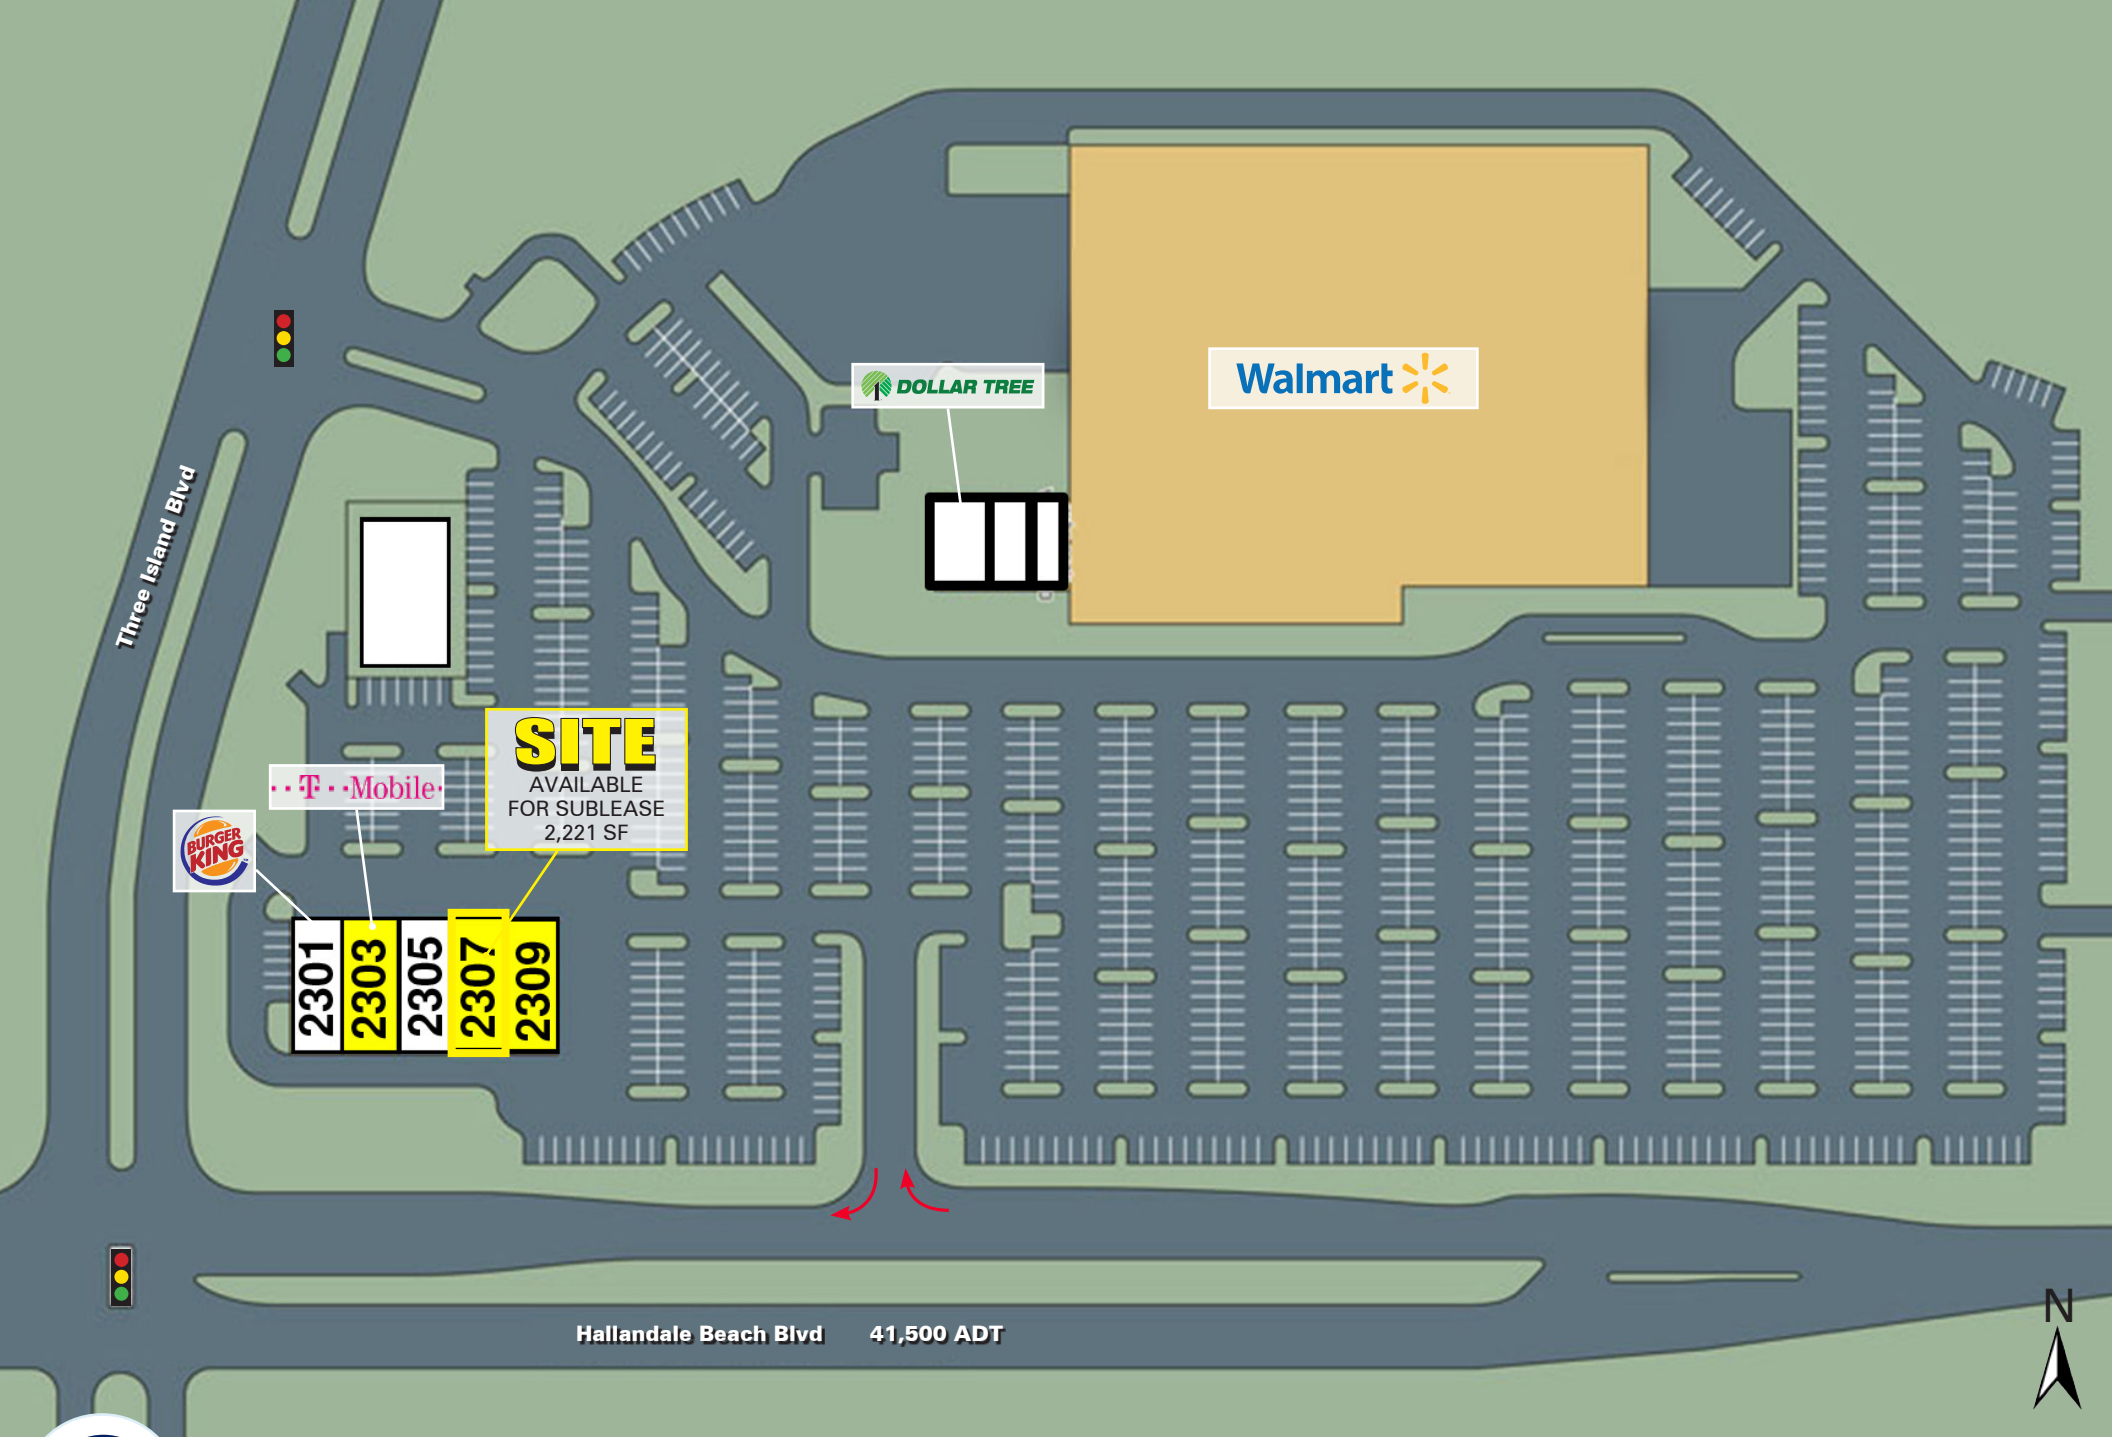 Walmart
DOLLAR TREE
Three Island Blvd
SITE
AVAILABLE
FOR SUBLEASE
2,221 SF
T Mobile
BURGER
KING
2301
2303
2305
2307
2309
N
Hallandale Beach Blvd 41,500 ADT